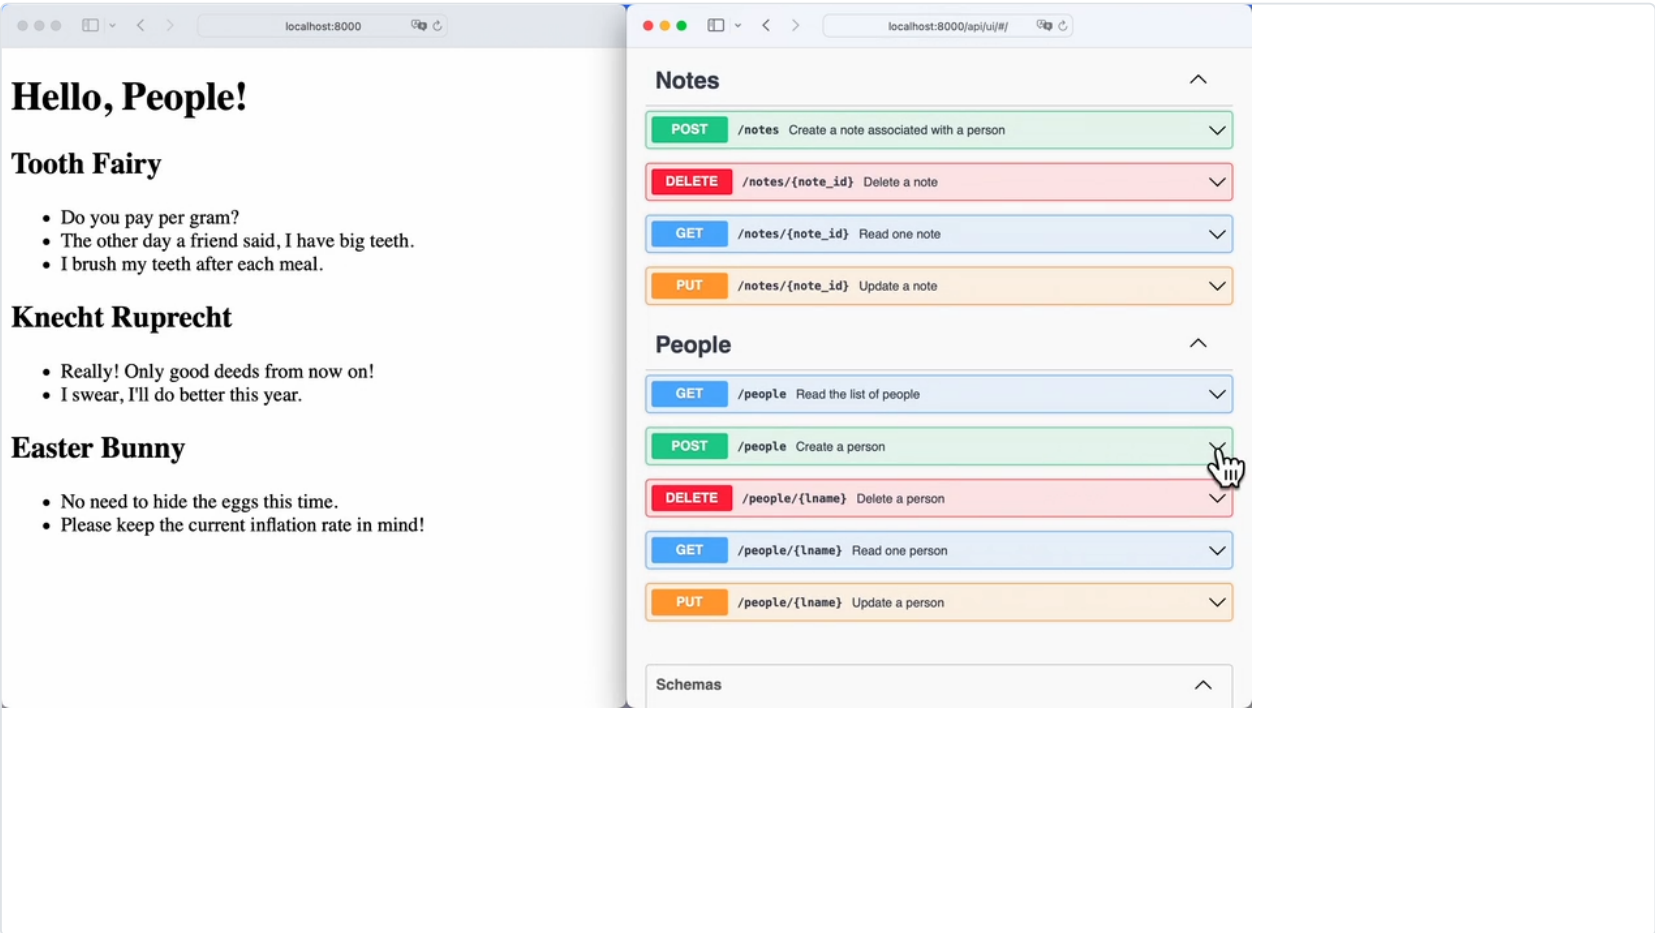 localhost:8000
Hello, People!
Tooth Fairy
• Do you pay per gram?
• The other day a friend said, I have big teeth.
• I brush my teeth after each meal.
Knecht Ruprecht
• Really! Only good deeds from now on!
• I swear, I'll do better this year.
Easter Bunny
• No need to hide the eggs this time.
• Please keep the current inflation rate in mind!
localhost:8000/api/ui/#/
Notes
POST /notes Create a note associated with a person
DELETE /notes/{note_id} Delete a note
GET /notes/{note_id} Read one note
PUT /notes/{note_id} Update a note
People
GET /people Read the list of people
POST /people Create a person
DELETE /people/{lname} Delete a person
GET /people/{lname} Read one person
PUT /people/{lname} Update a person
Schemas